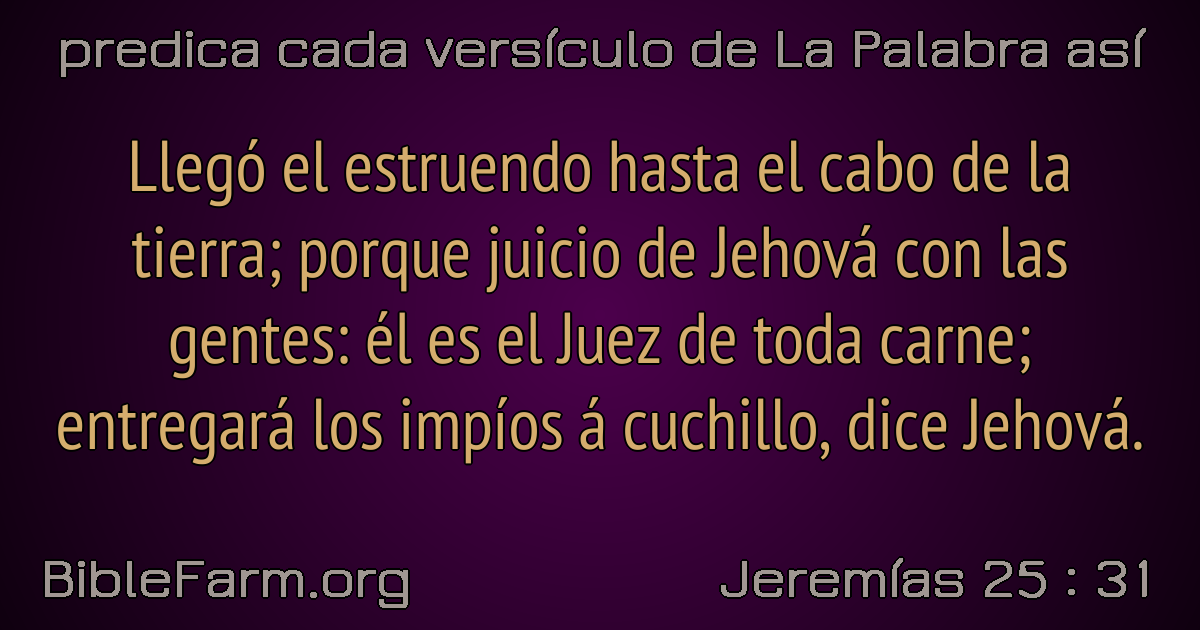 predica cada versículo de La Palabra así
Llegó el estruendo hasta el cabo de la
tierra; porque juicio de Jehová con las
gentes: él es el Juez de toda carne;
entregará los impíos á cuchillo, dice Jehová.
BibleFarm.org
Jeremías 25 : 31